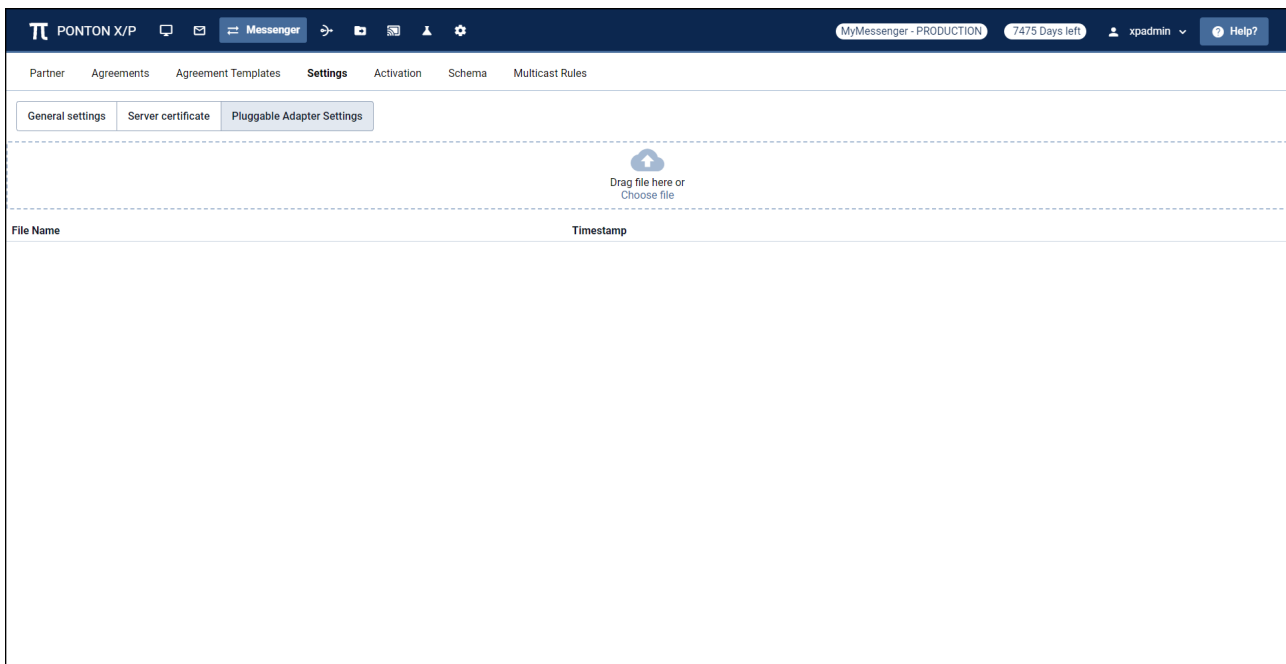 PONTON X/P Messenger MyMessenger - PRODUCTION 7475 Days left xpadmin Help?
Partner Agreements Agreement Templates Settings Activation Schema Multicast Rules
General settings Server certificate Pluggable Adapter Settings
Drag file here or
Choose file
File Name Timestamp